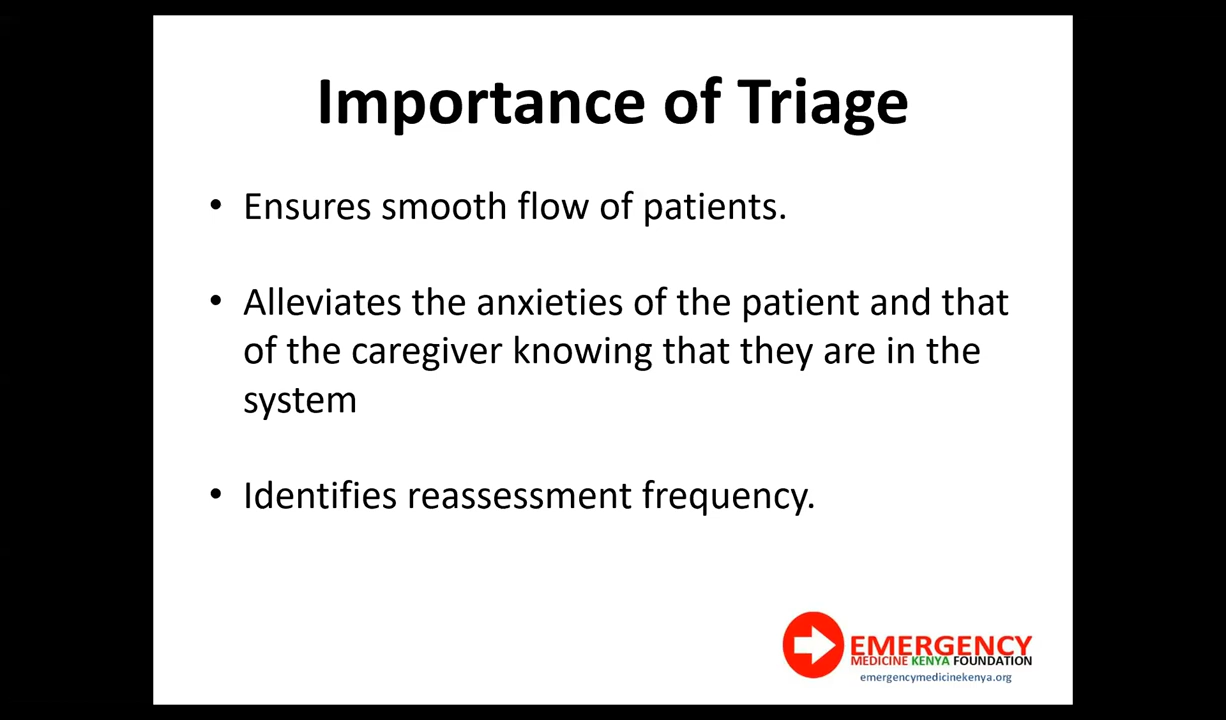 Importance of Triage
• Ensures smooth flow of patients.
• Alleviates the anxieties of the patient and that
of the caregiver knowing that they are in the
system
• Identifies reassessment frequency.
EMERGENCY
MEDICINE KENYA FOUNDATION
emergencymedicinekenya.org